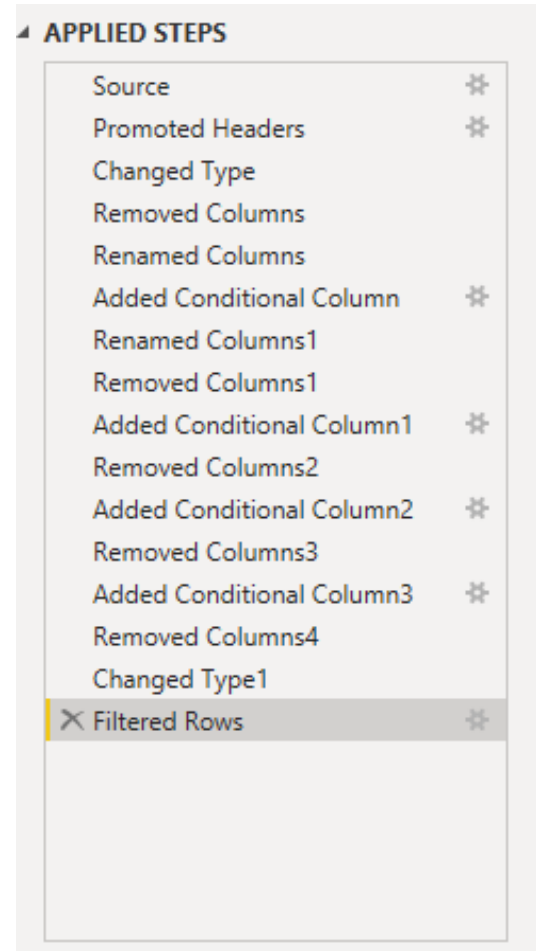 APPLIED STEPS
Source
Promoted Headers
Changed Type
Removed Columns
Renamed Columns
Added Conditional Column
Renamed Columns1
Removed Columns1
Added Conditional Column1
Removed Columns2
Added Conditional Column2
Removed Columns3
Added Conditional Column3
Removed Columns4
Changed Type1
Filtered Rows